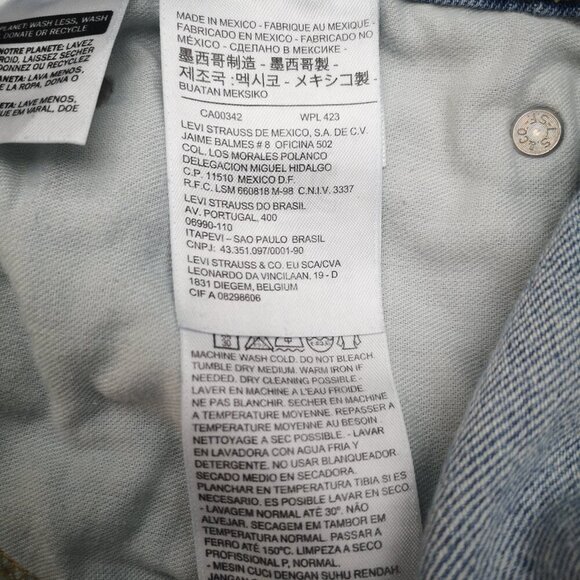 PLANET: WASH LESS, WASH
DONATE OR RECYCLE
NOTRE PLANETE: LAVEZ
FROID, LAISSEZ SECHER
DONNEZ OU RECYCLEZ
PLANETA: LAVA MENOS,
DE LA ROPA, DONA O
PLANETA: LAVE MENOS,
QUE EM VARAL, DOE
MADE IN MEXICO - FABRIQUE AU MEXIQUE -
FABRICADO EN MEXICO - FABRICADO NO
MÉXICO - СДЕЛАНО В МЕКСИКЕ -
墨西哥制造 - 墨西哥製 -
제조국 :멕시코 - メキシコ製 -
BUATAN MEKSIKO
CA00342 WPL 423
LEVI STRAUSS DE MEXICO, S.A. DE C.V.
JAIME BALMES # 8 OFICINA 502
COL. LOS MORALES POLANCO
DELEGACION MIGUEL HIDALGO
C.P. 11510 MEXICO D.F.
R.F.C. LSM 660818 M-98 C.N.I.V. 3337
LEVI STRAUSS DO BRASIL
AV. PORTUGAL, 400
06990-110
ITAPEVI – SAO PAULO BRASIL
CNPJ: 43.351.097/0001-90
LEVI STRAUSS & CO. EU SCA/CVA
LEONARDO DA VINCILAAN, 19 - D
1831 DIEGEM, BELGIUM
CIF A 08298606
MACHINE WASH COLD. DO NOT BLEACH.
TUMBLE DRY MEDIUM. WARM IRON IF
NEEDED. DRY CLEANING POSSIBLE -
LAVER EN MACHINE A L'EAU FROIDE.
NE PAS BLANCHIR. SECHER EN MACHINE
A TEMPERATURE MOYENNE. REPASSER A
TEMPERATURE MOYENNE AU BESOIN.
NETTOYAGE A SEC POSSIBLE. - LAVAR
EN LAVADORA CON AGUA FRIA Y
DETERGENTE. NO USAR BLANQUEADOR.
SECADO MEDIO EN SECADORA.
PLANCHAR EN TEMPERATURA TIBIA SI ES
NECESARIO. ES POSIBLE LAVAR EN SECO.
- LAVAGEM NORMAL ATÉ 30°. NÃO
ALVEJAR. SECAGEM EM TAMBOR EM
TEMPERATURA NORMAL. PASSAR A
FERRO ATÉ 150°C. LIMPEZA A SECO
PROFISSIONAL P, NORMAL.
- MESIN CUCI DENGAN SUHU RENDAH.